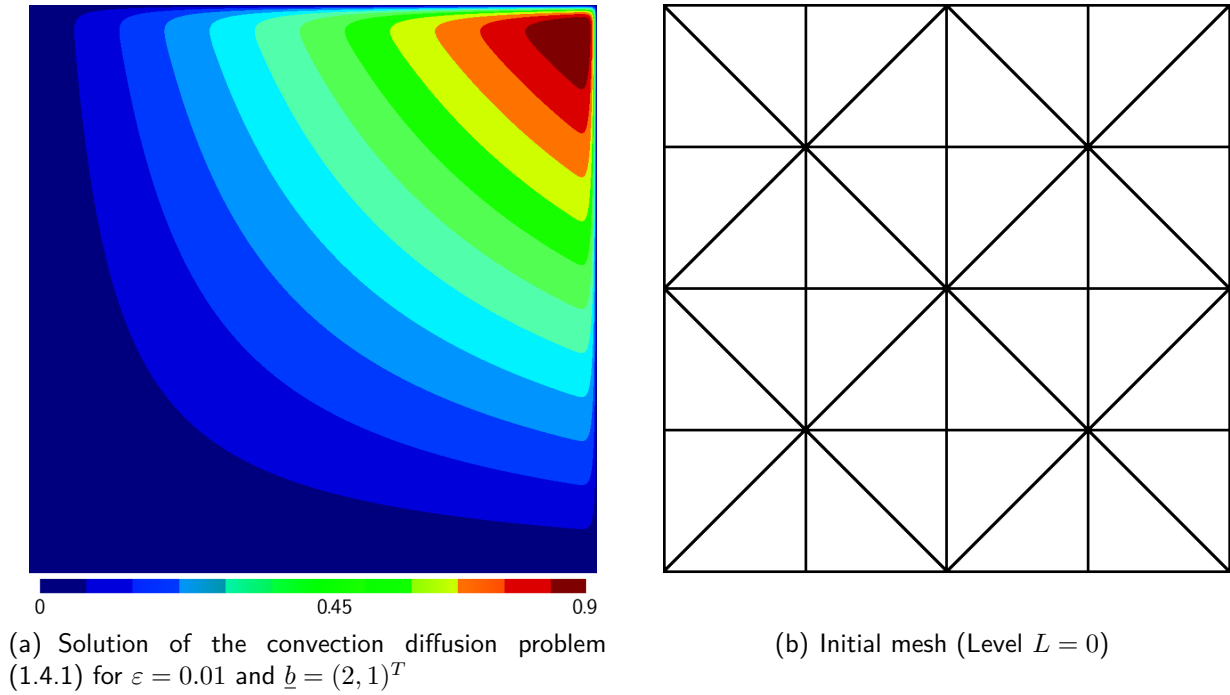 0 0.45 0.9
(a) Solution of the convection diffusion problem
(1.4.1) for ε = 0.01 and b = (2, 1)^T
(b) Initial mesh (Level L = 0)